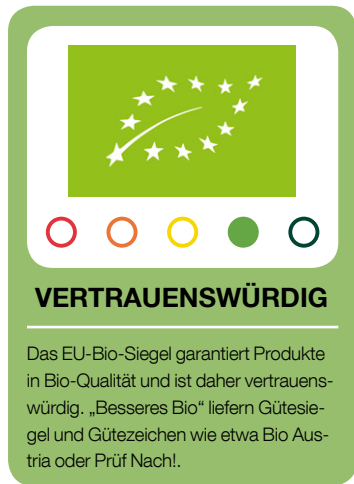 VERTRAUENSWÜRDIG
Das EU-Bio-Siegel garantiert Produkte
in Bio-Qualität und ist daher vertrauens-
würdig. „Besseres Bio“ liefern Gütesie-
gel und Gütezeichen wie etwa Bio Aus-
tria oder Prüf Nach!.